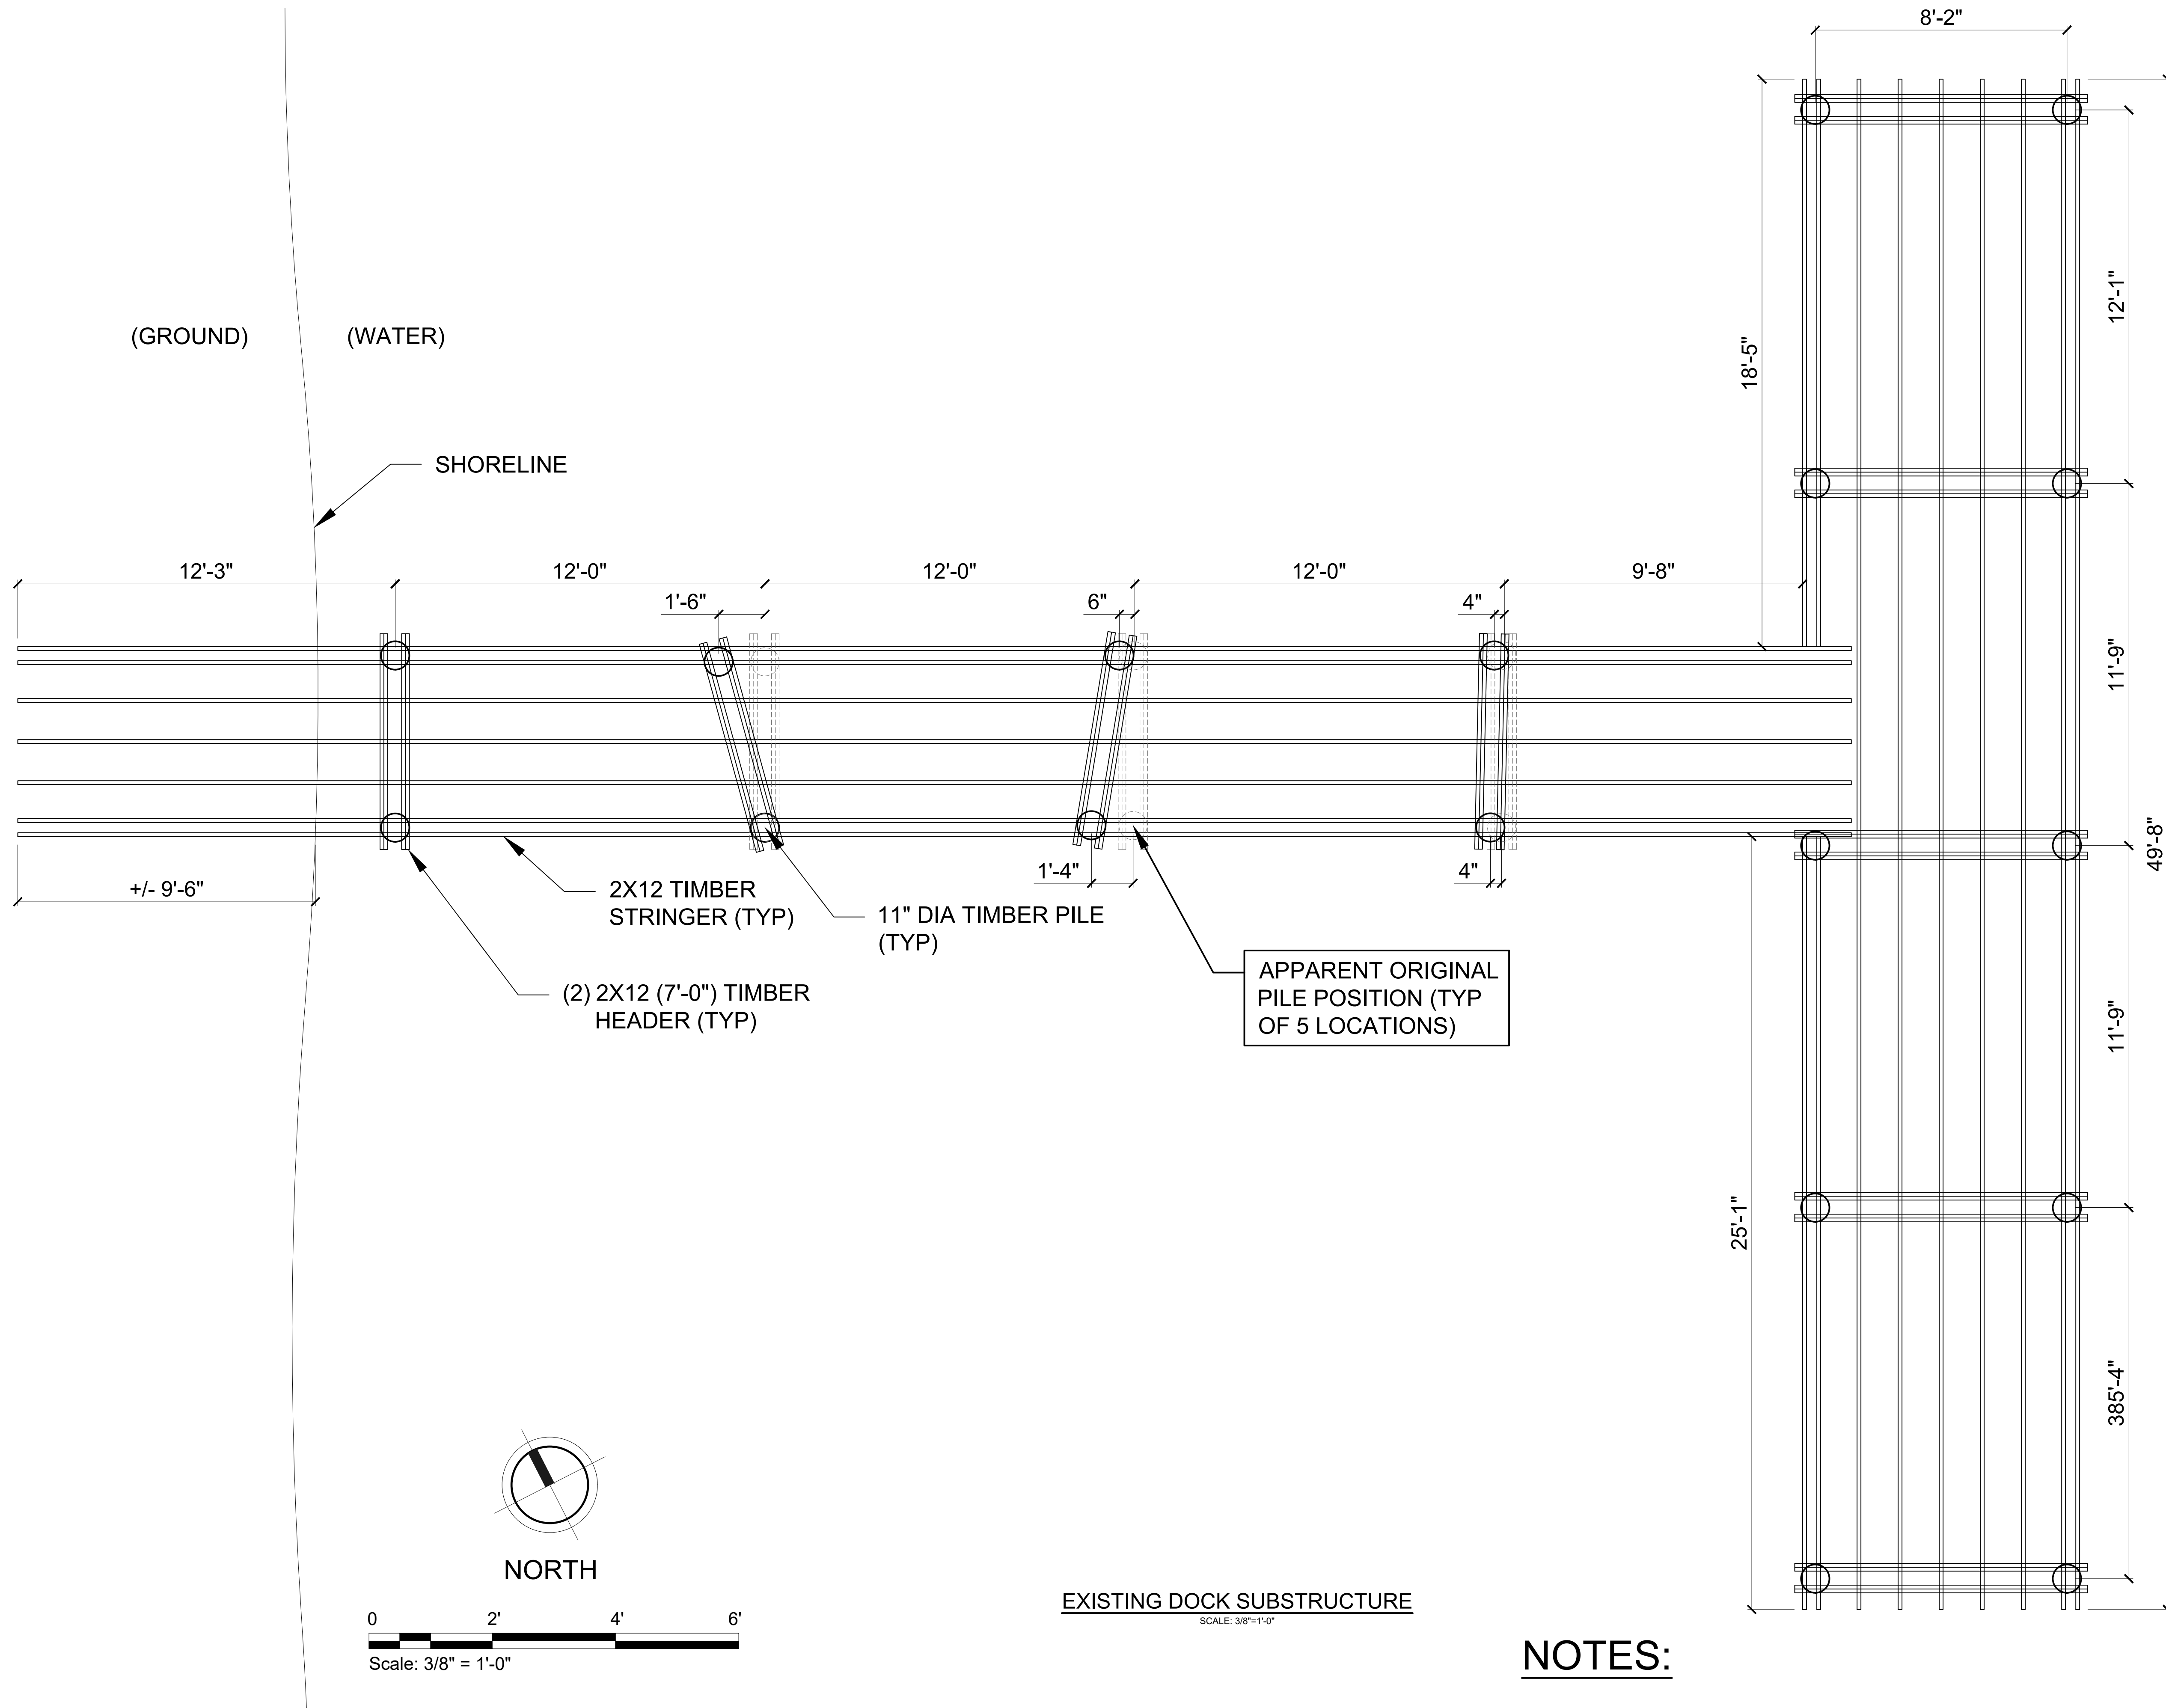 8'-2"
12'-1"
18'-5"
(GROUND)
(WATER)
SHORELINE
12'-3"
12'-0"
12'-0"
12'-0"
9'-8"
1'-6"
6"
4"
11'-9"
49'-8"
+/- 9'-6"
1'-4"
4"
2X12 TIMBER
STRINGER (TYP)
11" DIA TIMBER PILE
(TYP)
(2) 2X12 (7'-0") TIMBER
HEADER (TYP)
APPARENT ORIGINAL
PILE POSITION (TYP
OF 5 LOCATIONS)
11'-9"
25'-1"
385'-4"
NORTH
0 2' 4' 6'
Scale: 3/8" = 1'-0"
EXISTING DOCK SUBSTRUCTURE
SCALE: 3/8"=1'-0"
NOTES: